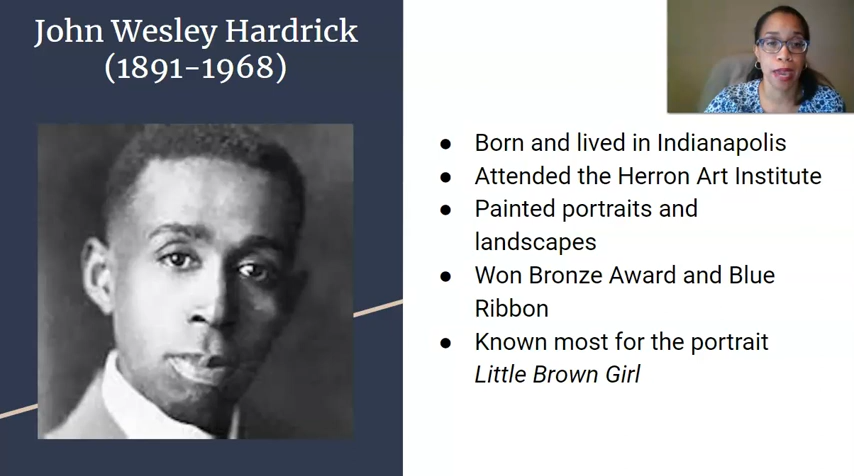 John Wesley Hardrick
(1891-1968)
● Born and lived in Indianapolis
● Attended the Herron Art Institute
● Painted portraits and
landscapes
● Won Bronze Award and Blue
Ribbon
● Known most for the portrait
Little Brown Girl